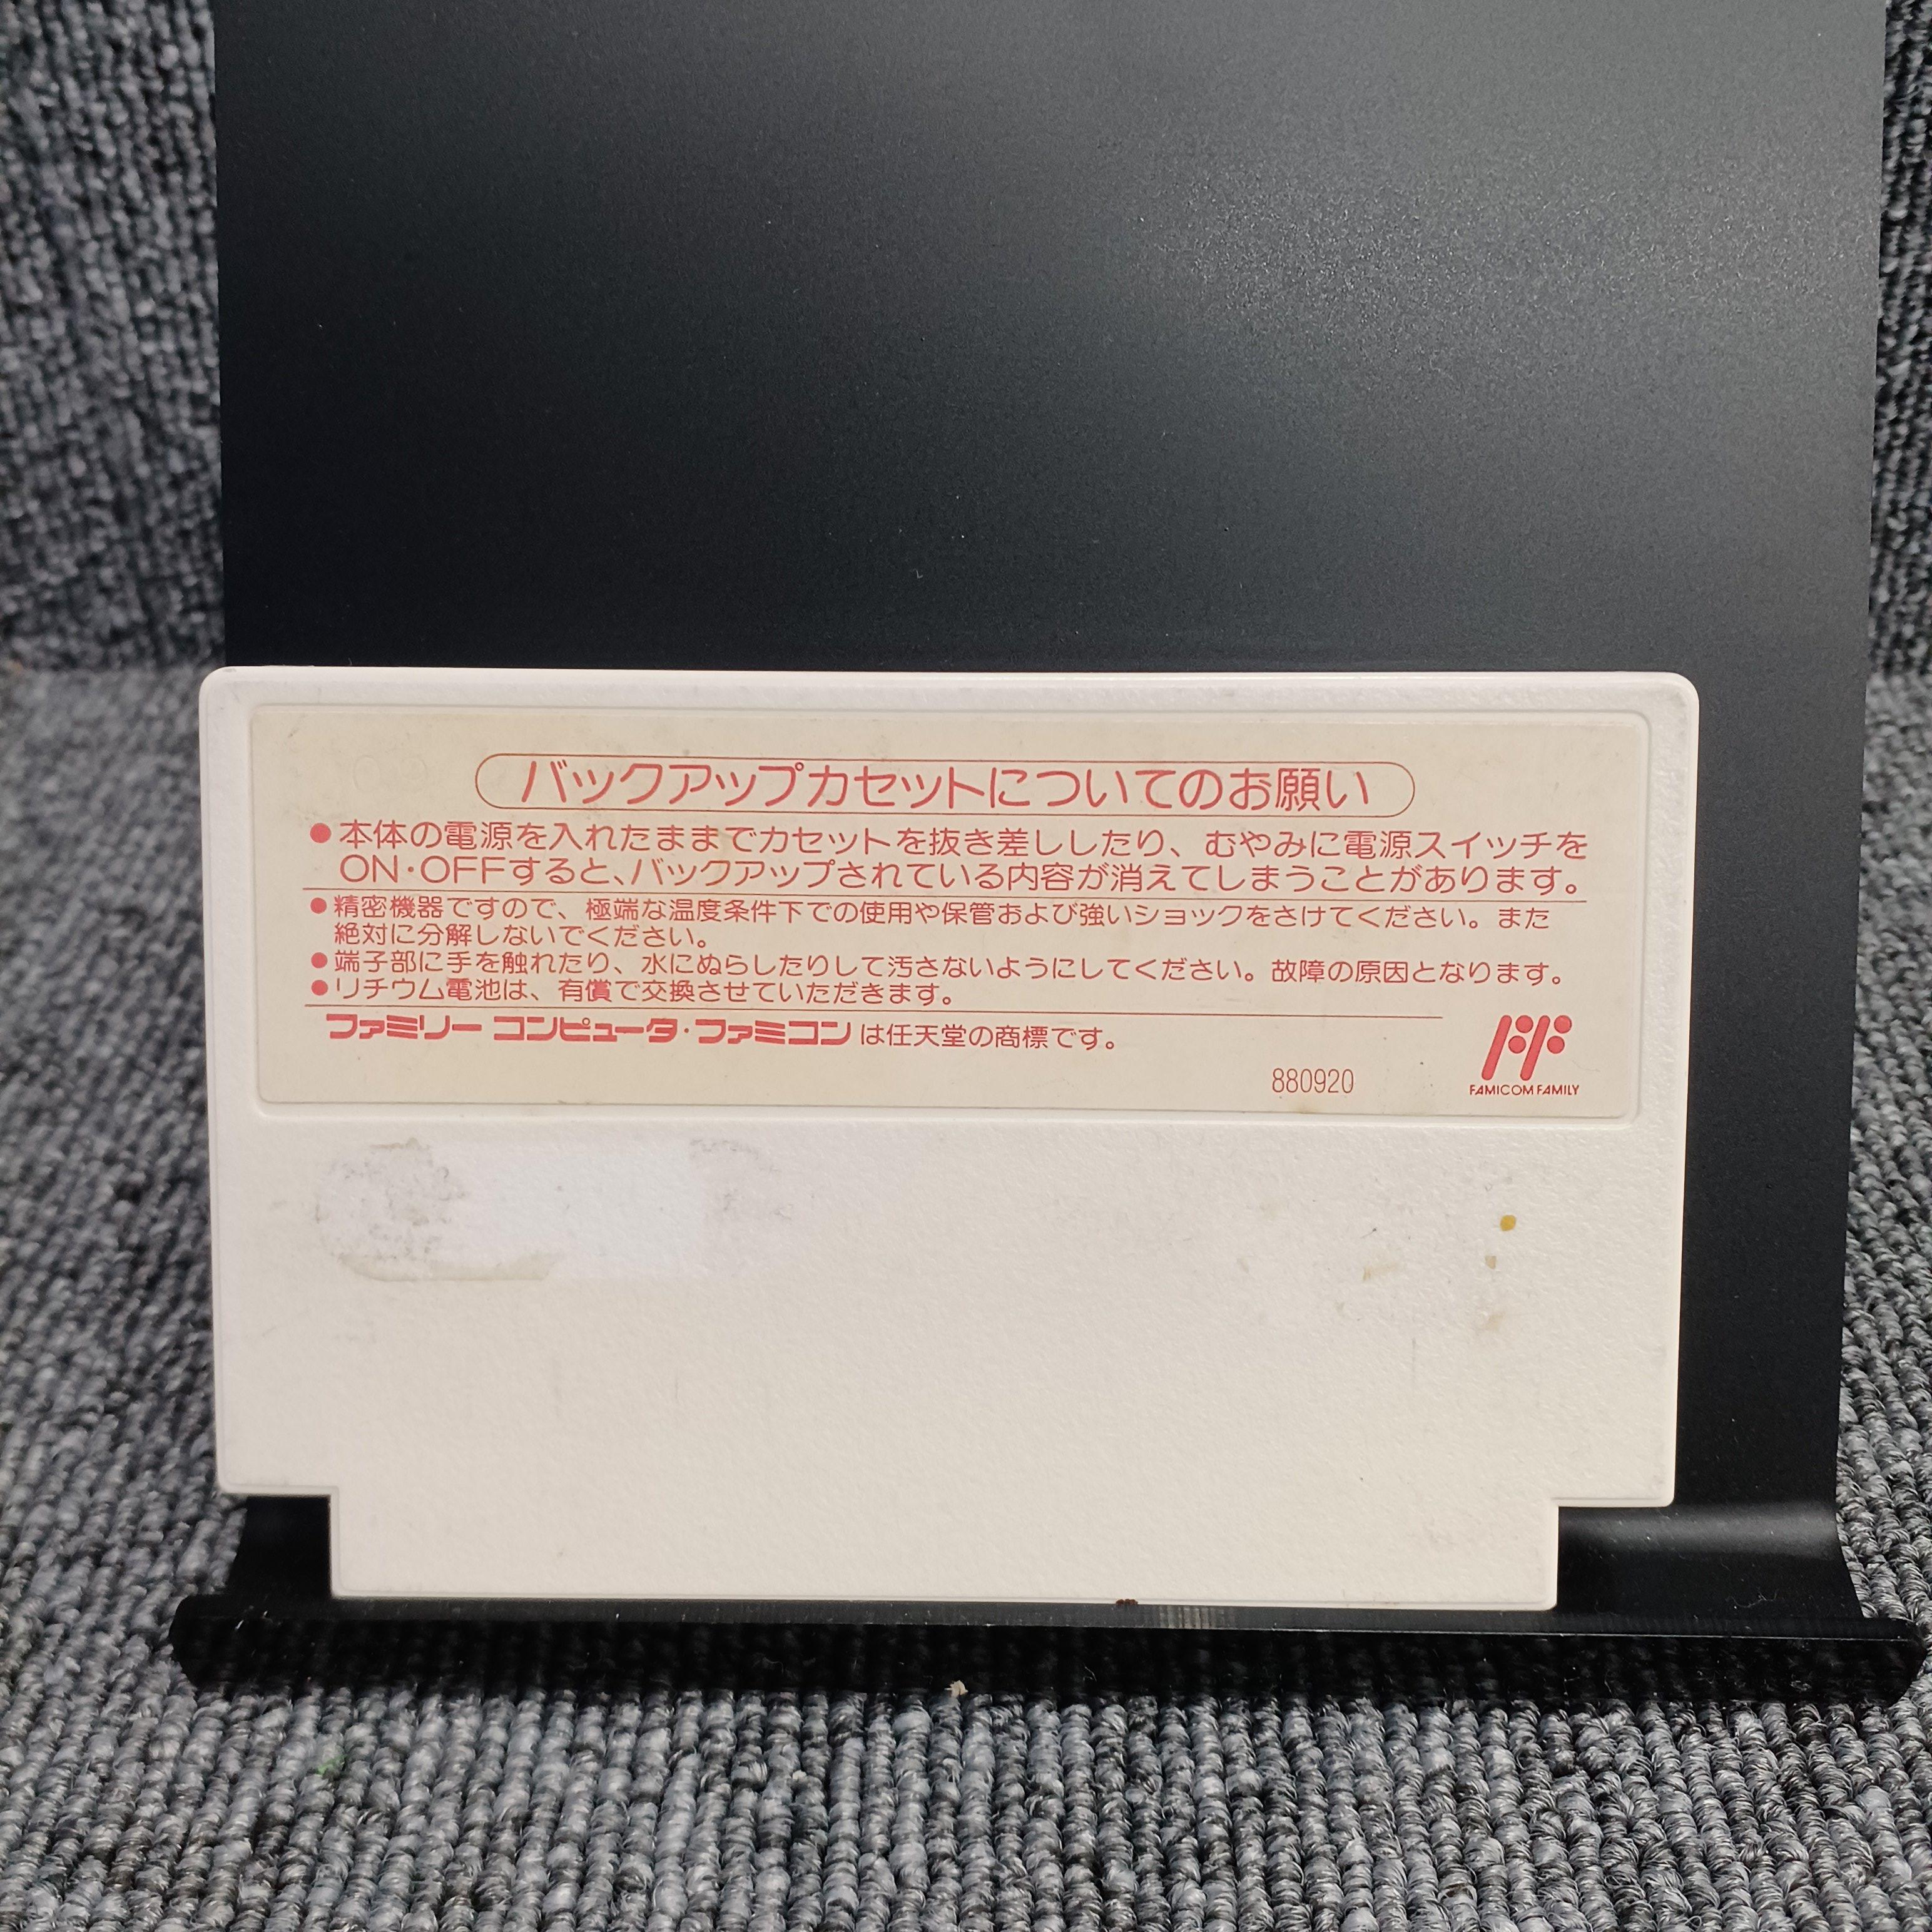 バックアップカセットについてのお願い
●本体の電源を入れたままでカセットを抜き差ししたり、むやみに電源スイッチを
ON・OFFすると、バックアップされている内容が消えてしまうことがあります。
●精密機器ですので、極端な温度条件下での使用や保管および強いショックをさけてください。また
絶対に分解しないでください。
●端子部に手を触れたり、水にぬらしたりして汚さないようにしてください。故障の原因となります。
●リチウム電池は、有償で交換させていただきます。
ファミリー コンピュータ・ファミコンは任天堂の商標です。
880920
FAMICOM FAMILY